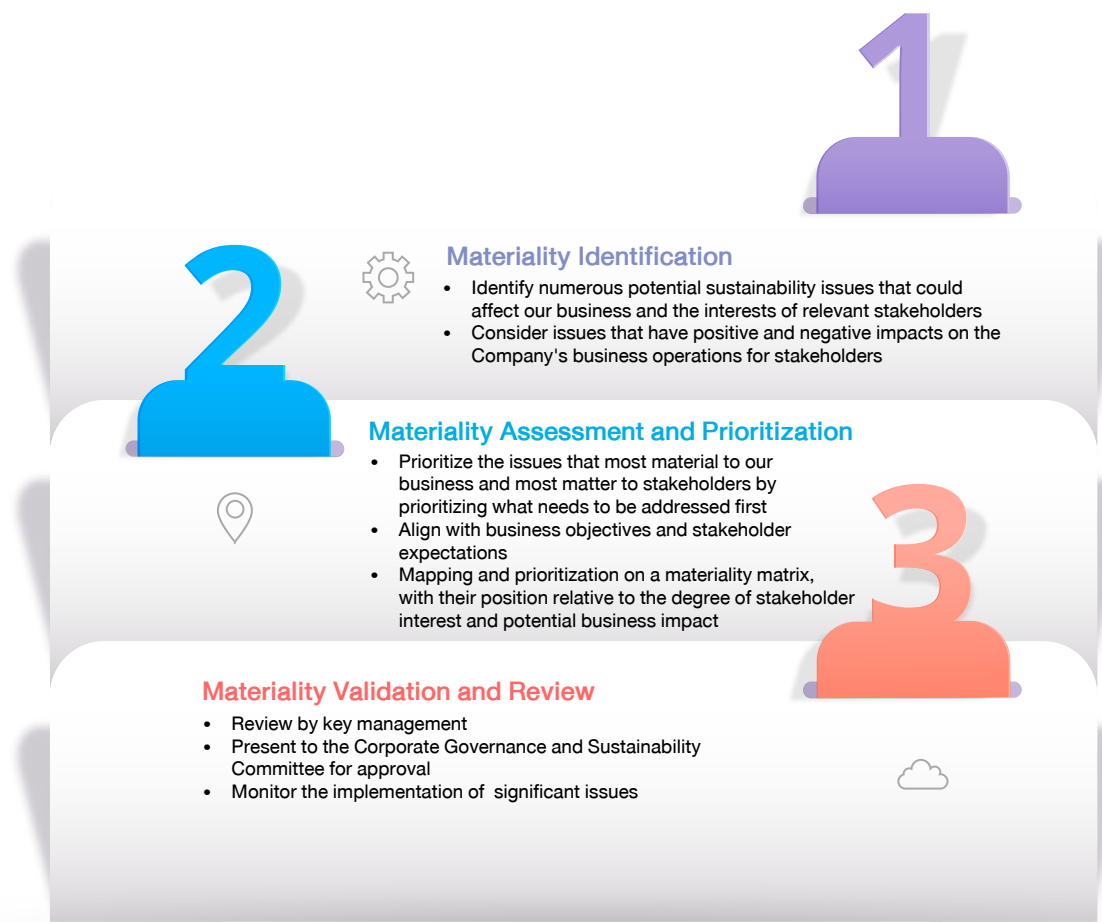 1
Materiality Identification
• Identify numerous potential sustainability issues that could
affect our business and the interests of relevant stakeholders
• Consider issues that have positive and negative impacts on the
Company's business operations for stakeholders
2
Materiality Assessment and Prioritization
• Prioritize the issues that most material to our
business and most matter to stakeholders by
prioritizing what needs to be addressed first
• Align with business objectives and stakeholder
expectations
• Mapping and prioritization on a materiality matrix,
with their position relative to the degree of stakeholder
interest and potential business impact
3
Materiality Validation and Review
• Review by key management
• Present to the Corporate Governance and Sustainability
Committee for approval
• Monitor the implementation of  significant issues